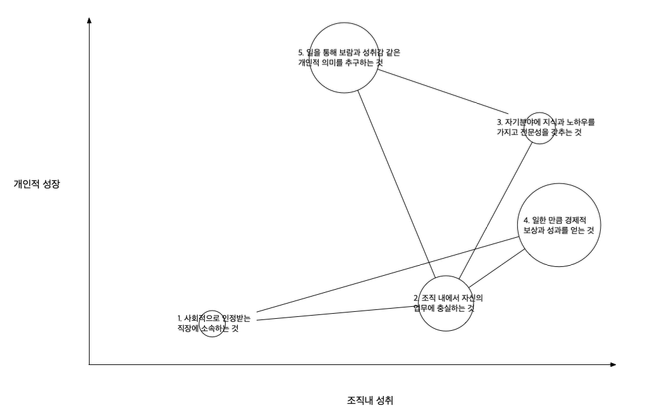 5. 일을 통해 보람과 성취감 같은
개인적 의미를 추구하는 것
3. 자기분야에 지식과 노하우를
가지고 전문성을 갖추는 것
개인적 성장
4. 일한 만큼 경제적
보상과 성과를 얻는 것
2. 조직 내에서 자신의
업무에 충실하는 것
1. 사회적으로 인정받는
직장에 소속하는 것
조직내 성취